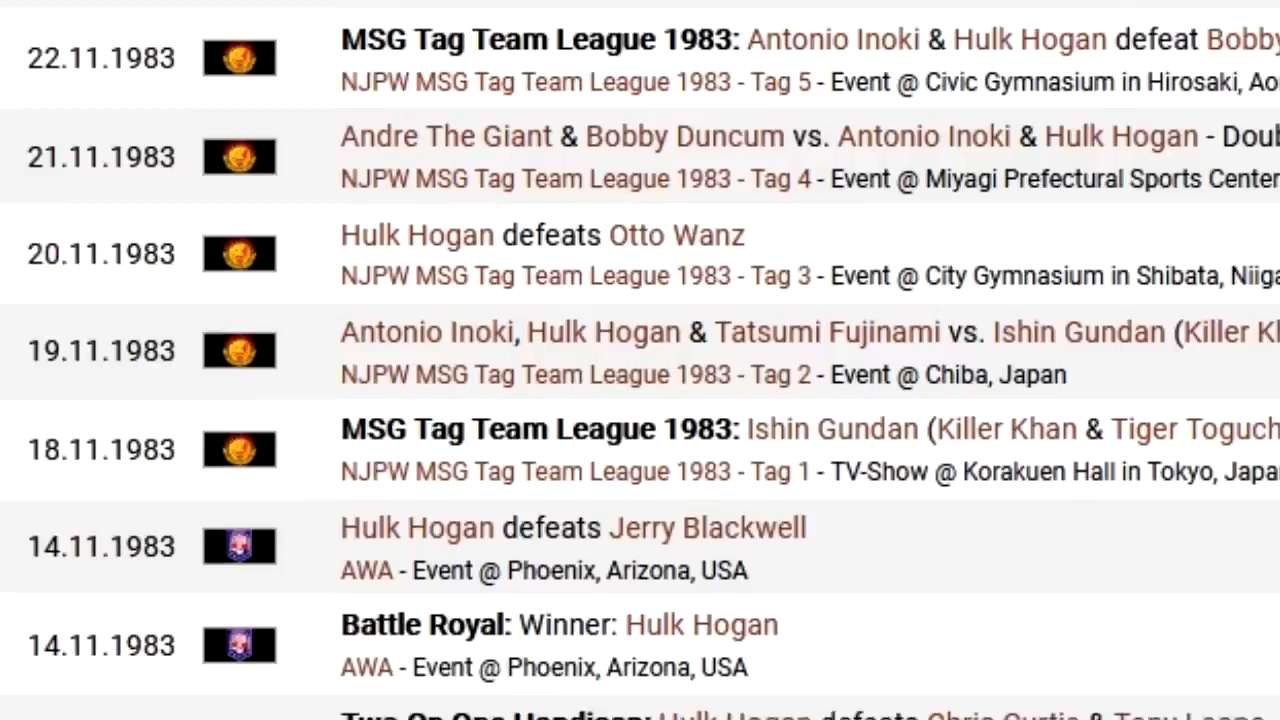 22.11.1983
MSG Tag Team League 1983: Antonio Inoki & Hulk Hogan defeat Bobby
NJPW MSG Tag Team League 1983 - Tag 5 - Event @ Civic Gymnasium in Hirosaki,
21.11.1983
Andre The Giant & Bobby Duncum vs. Antonio Inoki & Hulk Hogan -
NJPW MSG Tag Team League 1983 - Tag 4 - Event @ Miyagi Prefectural Sports Center
20.11.1983
Hulk Hogan defeats Otto Wanz
NJPW MSG Tag Team League 1983 - Tag 3 - Event @ City Gymnasium in Shibata,
19.11.1983
Antonio Inoki, Hulk Hogan & Tatsumi Fujinami vs. Ishin Gundan (Killer
NJPW MSG Tag Team League 1983 - Tag 2 - Event @ Chiba, Japan
18.11.1983
MSG Tag Team League 1983: Ishin Gundan (Killer Khan & Tiger
NJPW MSG Tag Team League 1983 - Tag 1 - TV-Show @ Korakuen Hall in Tokyo,
14.11.1983
Hulk Hogan defeats Jerry Blackwell
AWA - Event @ Phoenix, Arizona, USA
14.11.1983
Battle Royal: Winner: Hulk Hogan
AWA - Event @ Phoenix, Arizona, USA